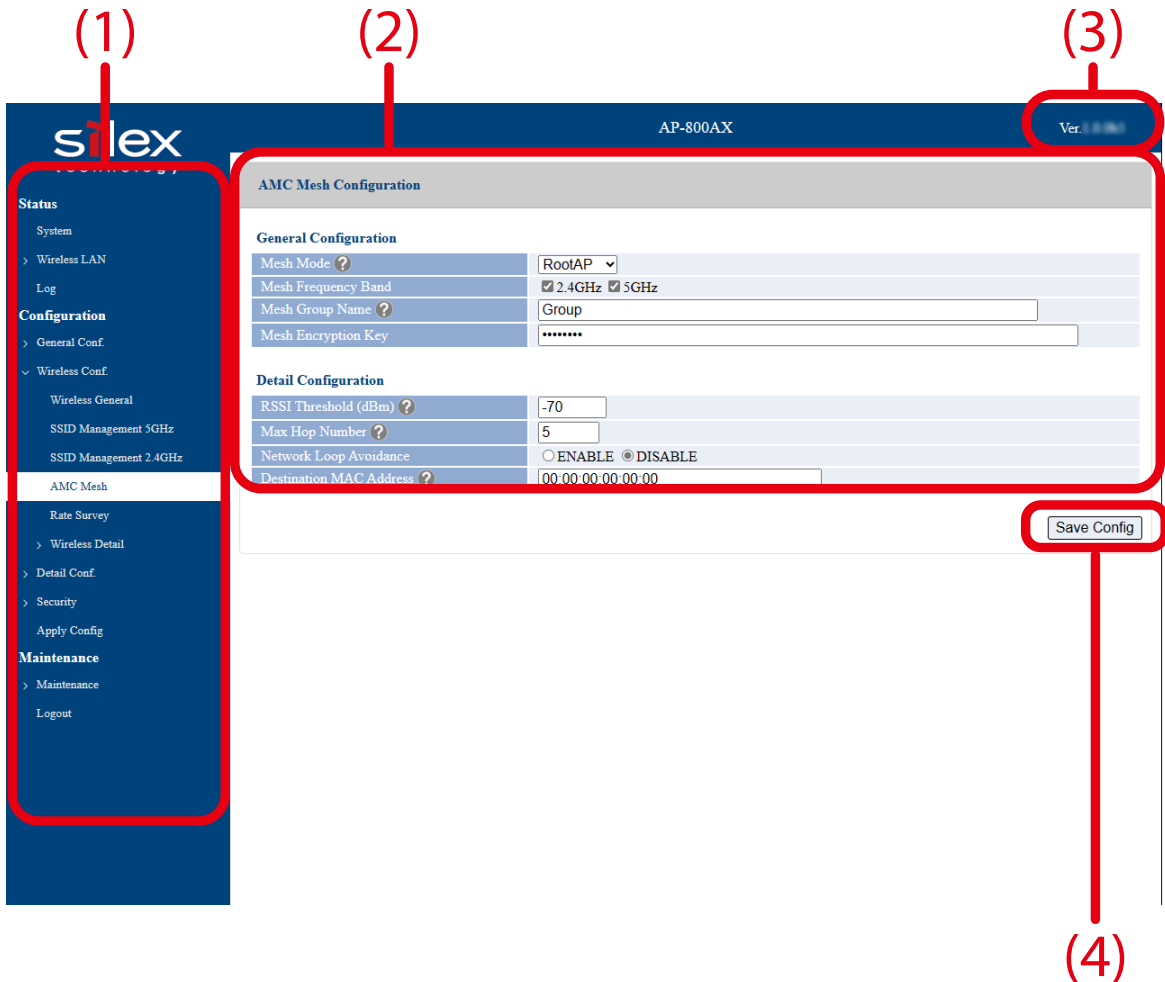 (1)
(2)
(3)
silex
technology
AP-800AX
Ver.
Status
System
Wireless LAN
Log
Configuration
General Conf.
Wireless Conf.
Wireless General
SSID Management 5GHz
SSID Management 2.4GHz
AMC Mesh
Rate Survey
Wireless Detail
Detail Conf.
Security
Apply Config
Maintenance
Maintenance
Logout
AMC Mesh Configuration
General Configuration
Mesh Mode ? RootAP
Mesh Frequency Band 2.4GHz 5GHz
Mesh Group Name ? Group
Mesh Encryption Key ••••••••
Detail Configuration
RSSI Threshold (dBm) ? -70
Max Hop Number ? 5
Network Loop Avoidance ENABLE DISABLE
Destination MAC Address ? 00:00:00:00:00:00
Save Config
(4)